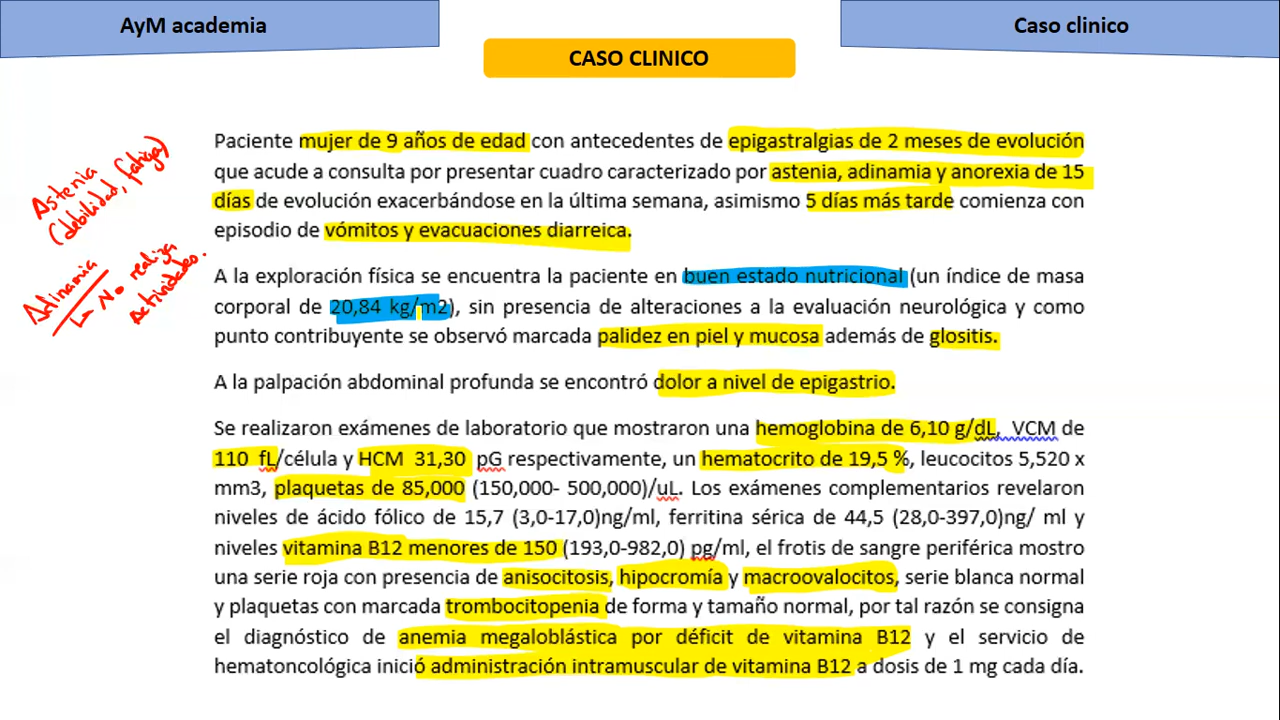 AyM academia
Caso clinico
CASO CLINICO
Paciente mujer de 9 años de edad con antecedentes de epigastralgias de 2 meses de evolución
que acude a consulta por presentar cuadro caracterizado por astenia, adinamia y anorexia de 15
días de evolución exacerbándose en la última semana, asimismo 5 días más tarde comienza con
episodio de vómitos y evacuaciones diarreica.
A la exploración física se encuentra la paciente en buen estado nutricional (un índice de masa
corporal de 20,84 kg/m2), sin presencia de alteraciones a la evaluación neurológica y como
punto contribuyente se observó marcada palidez en piel y mucosa además de glositis.
A la palpación abdominal profunda se encontró dolor a nivel de epigastrio.
Se realizaron exámenes de laboratorio que mostraron una hemoglobina de 6,10 g/dL, VCM de
110 fL/célula y HCM 31,30 pG respectivamente, un hematocrito de 19,5 %, leucocitos 5,520 x
mm3, plaquetas de 85,000 (150,000- 500,000)/uL. Los exámenes complementarios revelaron
niveles de ácido fólico de 15,7 (3,0-17,0)ng/ml, ferritina sérica de 44,5 (28,0-397,0)ng/ ml y
niveles vitamina B12 menores de 150 (193,0-982,0) pg/ml, el frotis de sangre periférica mostro
una serie roja con presencia de anisocitosis, hipocromía y macroovalocitos, serie blanca normal
y plaquetas con marcada trombocitopenia de forma y tamaño normal, por tal razón se consigna
el diagnóstico de anemia megaloblástica por déficit de vitamina B12 y el servicio de
hematoncológica inició administración intramuscular de vitamina B12 a dosis de 1 mg cada día.
Astenia
(debilidad, fatiga)
Adinamia
↳ No realiza
Actividades.